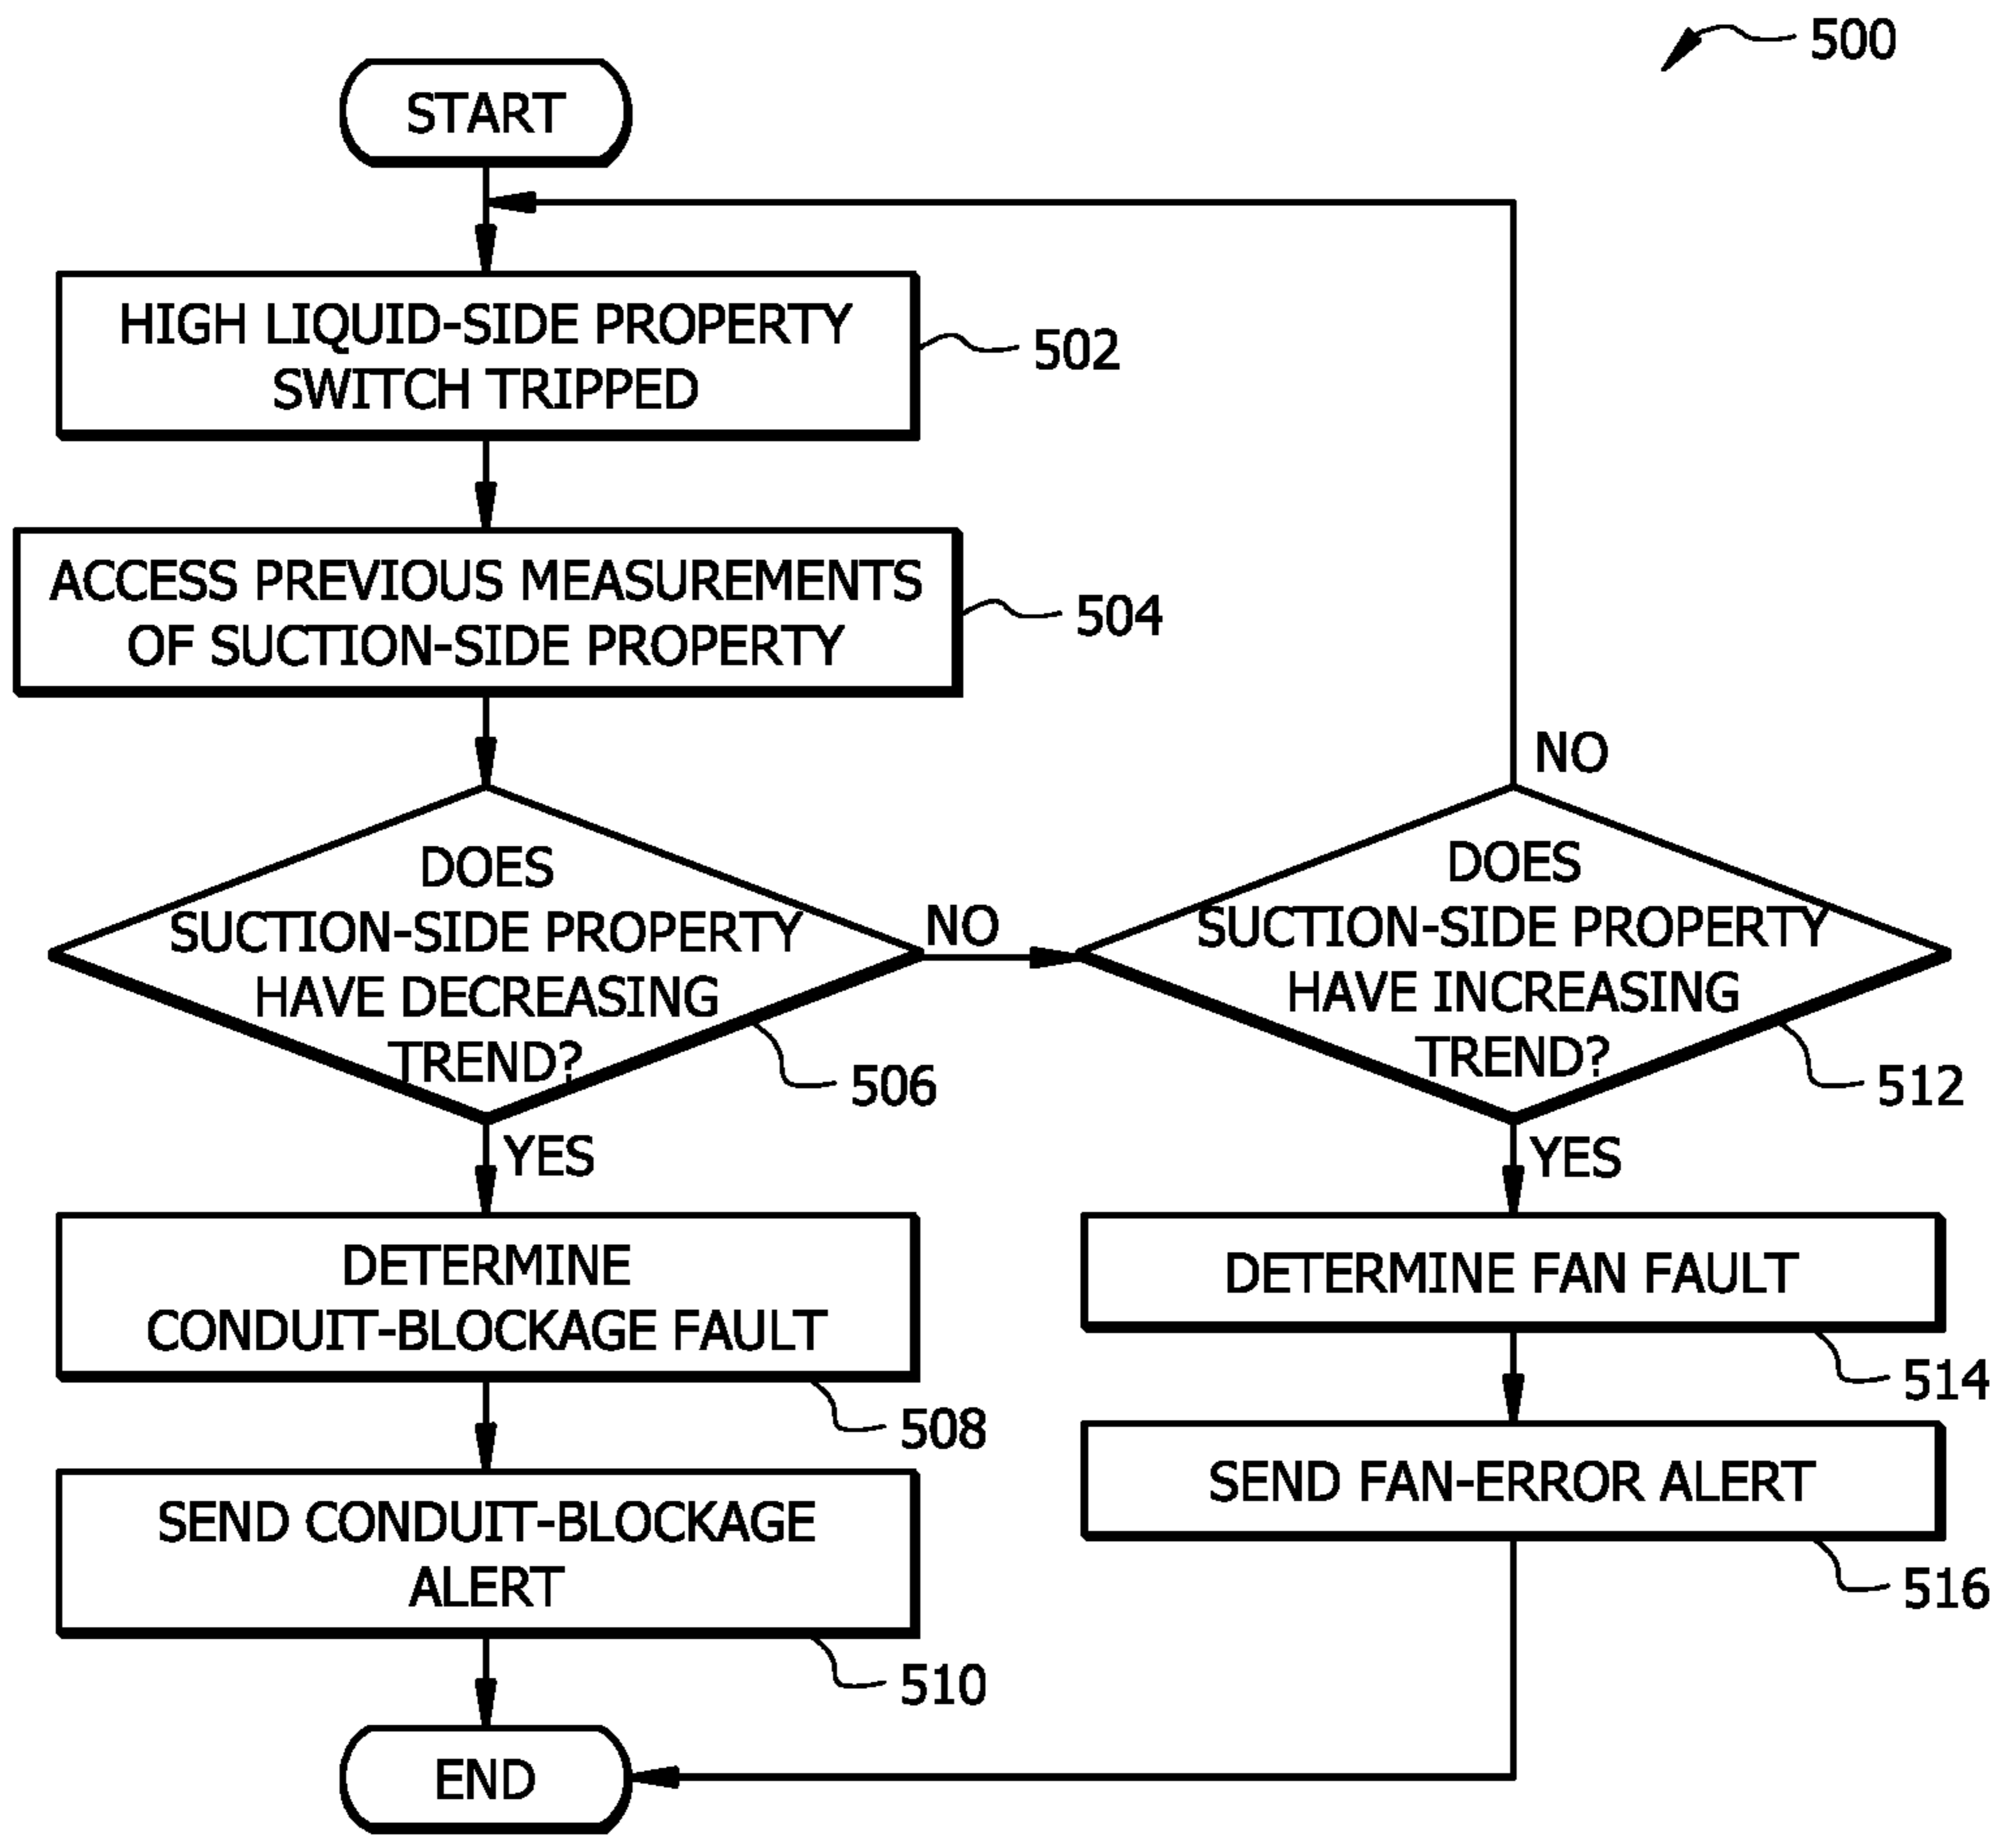 500
START
HIGH LIQUID-SIDE PROPERTY
SWITCH TRIPPED
502
ACCESS PREVIOUS MEASUREMENTS
OF SUCTION-SIDE PROPERTY
504
DOES
SUCTION-SIDE PROPERTY
HAVE DECREASING
TREND?
506
NO
YES
DOES
SUCTION-SIDE PROPERTY
HAVE INCREASING
TREND?
512
NO
YES
DETERMINE
CONDUIT-BLOCKAGE FAULT
508
SEND CONDUIT-BLOCKAGE
ALERT
510
DETERMINE FAN FAULT
514
SEND FAN-ERROR ALERT
516
END